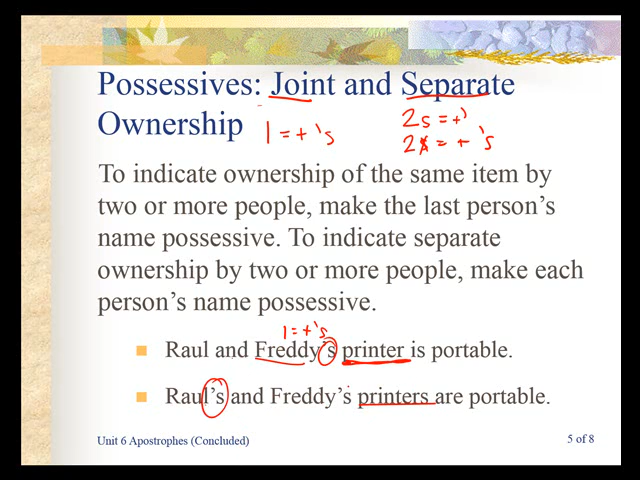 Possessives: Joint and Separate
Ownership
1 = + 's
2s = + '
2s = + 's
To indicate ownership of the same item by
two or more people, make the last person's
name possessive. To indicate separate
ownership by two or more people, make each
person's name possessive.
1 = + 's
Raul and Freddy's printer is portable.
Raul's and Freddy's printers are portable.
Unit 6 Apostrophes (Concluded)
5 of 8